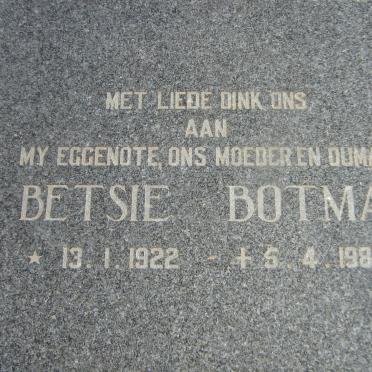 MET LIEDE DINK ONS
AAN
MY EGGENOTE, ONS MOEDER EN OUMA
BETSIE BOTMA
* 13.1.1922 - + 5.4.198